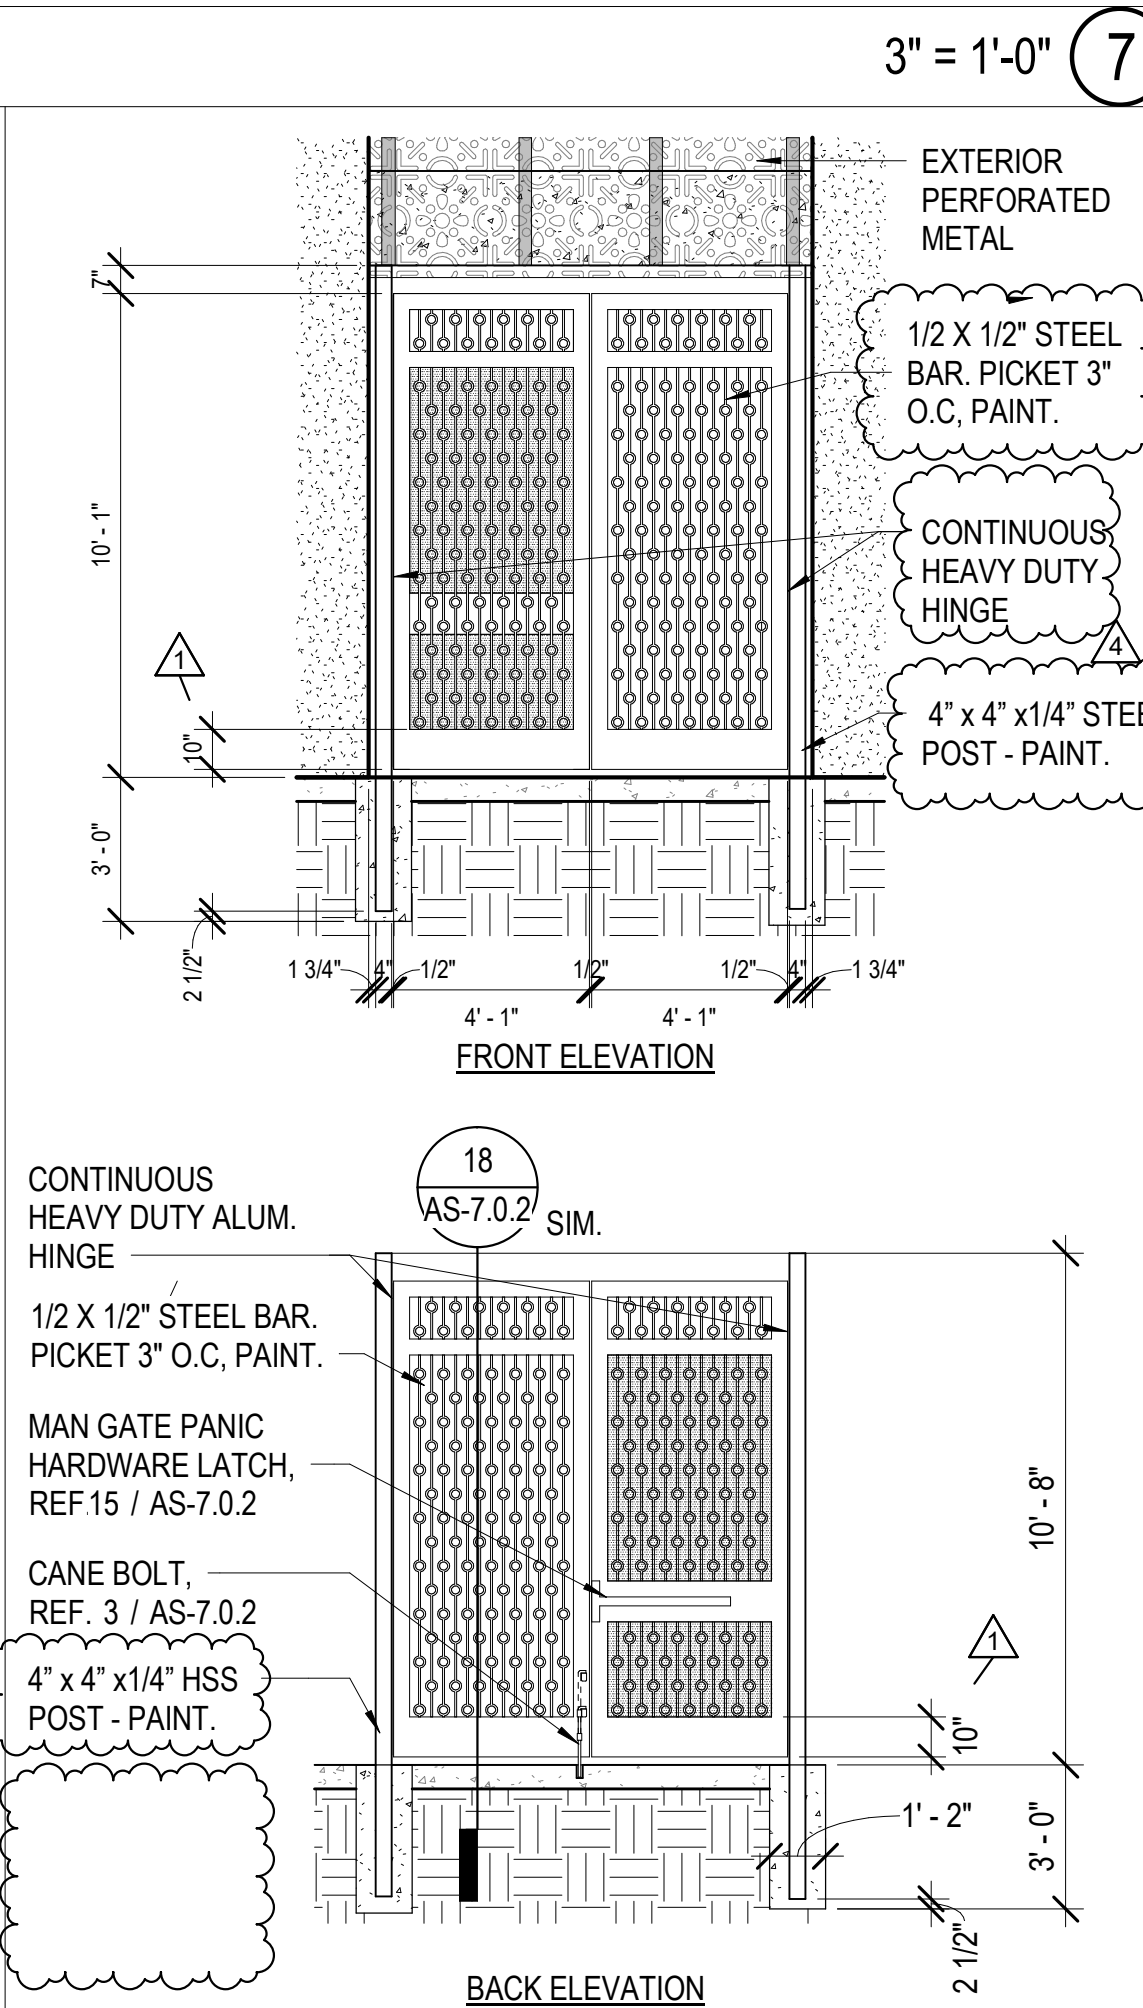 3" = 1'-0"
7
EXTERIOR
PERFORATED
METAL
7"
1/2 X 1/2" STEEL
BAR. PICKET 3"
O.C, PAINT.
10' - 1"
CONTINUOUS
HEAVY DUTY
HINGE
1
4
4” x 4” x1/4”
POST - PAINT.
10"
3' - 0"
2 1/2"
1 3/4"
4"
1/2"
1/2"
1/2"
4"
1 3/4"
4' - 1"
4' - 1"
FRONT ELEVATION
18
AS-7.0.2
SIM.
CONTINUOUS
HEAVY DUTY ALUM.
HINGE
1/2 X 1/2" STEEL BAR.
PICKET 3" O.C, PAINT.
MAN GATE PANIC
HARDWARE LATCH,
REF.15 / AS-7.0.2
CANE BOLT,
REF. 3 / AS-7.0.2
4” x 4” x1/4” HSS
POST - PAINT.
10' - 8"
1
10"
1' - 2"
3' - 0"
2 1/2"
BACK ELEVATION